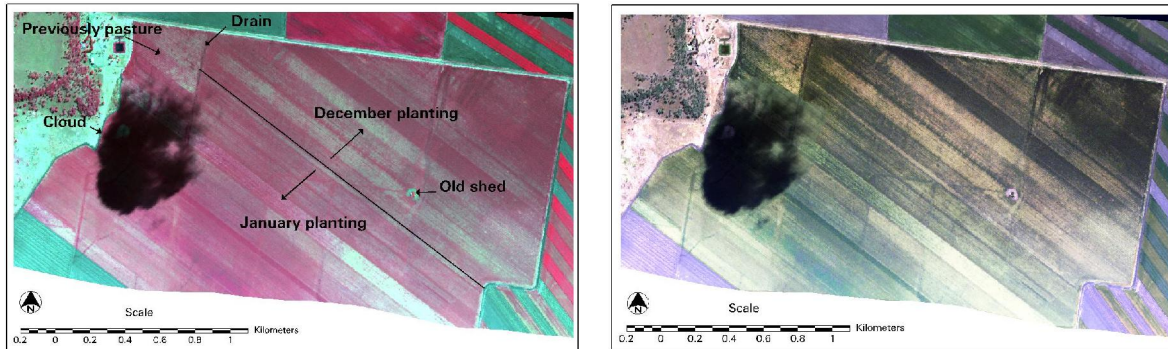 Drain
Previously pasture
December planting
Cloud
Old shed
January planting
N
Scale
Kilometers
0.2 0 0.2 0.4 0.6 0.8 1
N
Scale
Kilometers
0.2 0 0.2 0.4 0.6 0.8 1